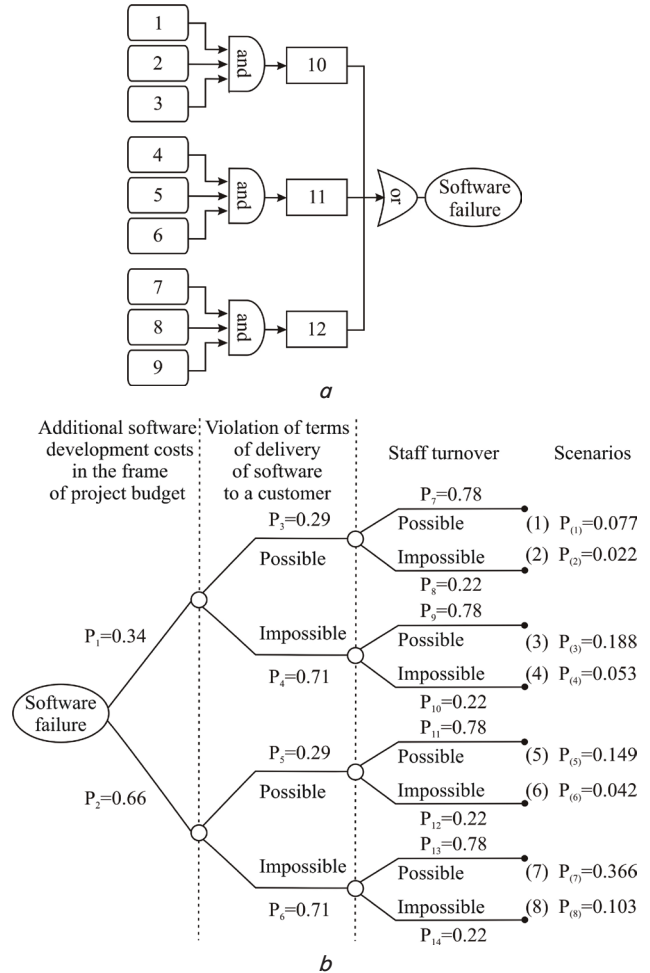 1
2
3
and
10
4
5
6
and
11
or
Software
failure
7
8
9
and
12
a
Additional software
development costs
in the frame
of project budget
Violation of terms
of delivery
of software
to a customer
Staff turnover
Scenarios
P₁=0.34
P₂=0.66
Software
failure
P₃=0.29
Possible
Impossible
P₄=0.71
P₅=0.29
Possible
Impossible
P₆=0.71
P₇=0.78
Possible
(1) P₍₁₎=0.077
Impossible
(2) P₍₂₎=0.022
P₈=0.22
P₉=0.78
Possible
(3) P₍₃₎=0.188
Impossible
(4) P₍₄₎=0.053
P₁₀=0.22
P₁₁=0.78
Possible
(5) P₍₅₎=0.149
Impossible
(6) P₍₆₎=0.042
P₁₂=0.22
P₁₃=0.78
Possible
(7) P₍₇₎=0.366
Impossible
(8) P₍₈₎=0.103
P₁₄=0.22
b